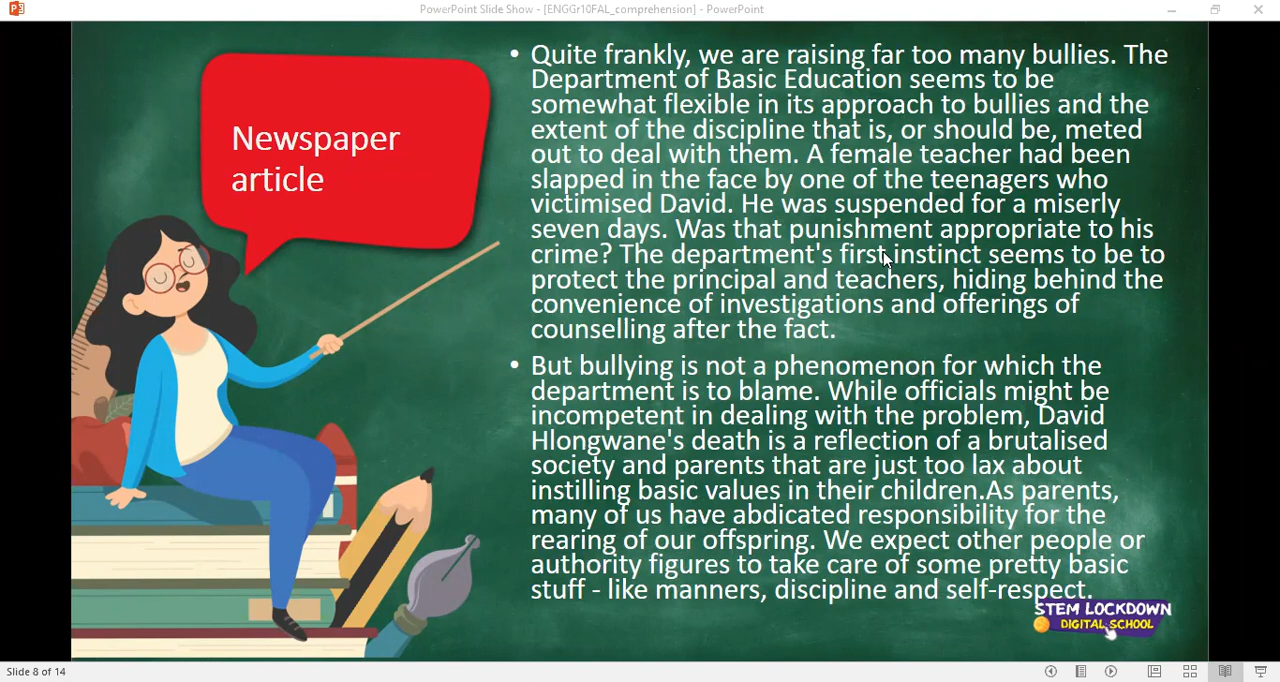 PowerPoint Slide Show - [ENGGr10FAL_comprehension] - PowerPoint
Newspaper
article
• Quite frankly, we are raising far too many bullies. The
Department of Basic Education seems to be
somewhat flexible in its approach to bullies and the
extent of the discipline that is, or should be, meted
out to deal with them. A female teacher had been
slapped in the face by one of the teenagers who
victimised David. He was suspended for a miserly
seven days. Was that punishment appropriate to his
crime? The department's first instinct seems to be to
protect the principal and teachers, hiding behind the
convenience of investigations and offerings of
counselling after the fact.
• But bullying is not a phenomenon for which the
department is to blame. While officials might be
incompetent in dealing with the problem, David
Hlongwane's death is a reflection of a brutalised
society and parents that are just too lax about
instilling basic values in their children.As parents,
many of us have abdicated responsibility for the
rearing of our offspring. We expect other people or
authority figures to take care of some pretty basic
stuff - like manners, discipline and self-respect.
STEM LOCKDOWN
DIGITAL SCHOOL
Slide 8 of 14